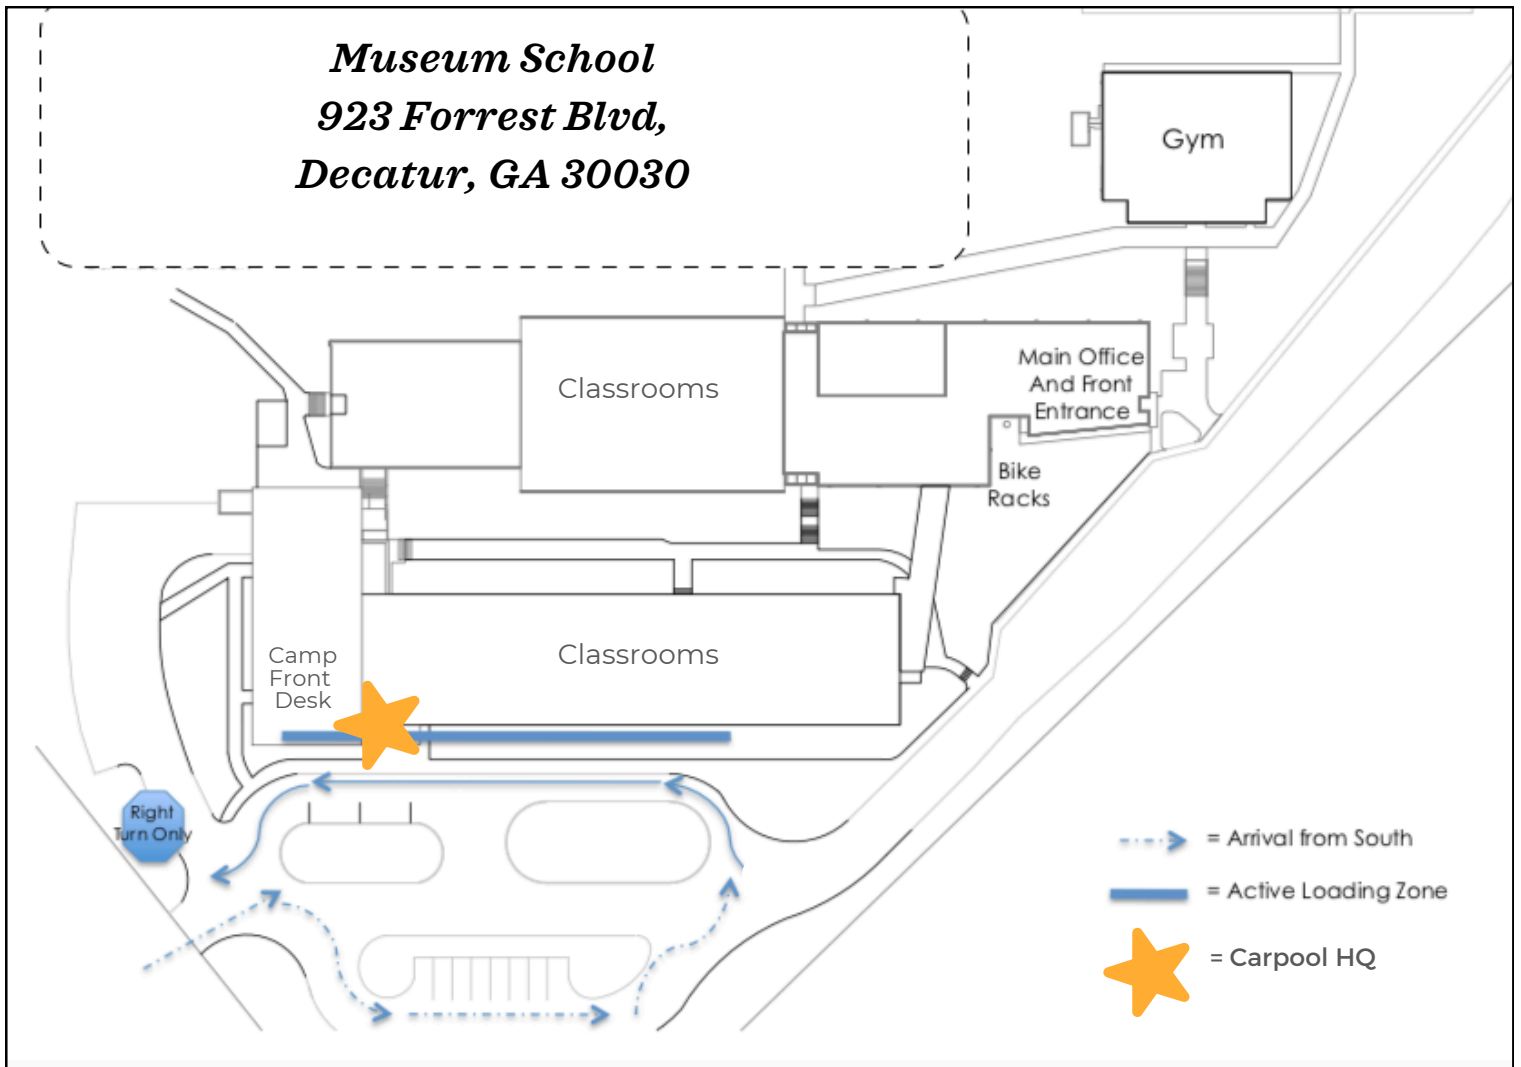 Museum School
923 Forrest Blvd,
Decatur, GA 30030
Gym
Main Office
And Front
Entrance
Classrooms
Bike
Racks
Camp
Front
Desk
Classrooms
Right
Turn Only
= Arrival from South
= Active Loading Zone
= Carpool HQ